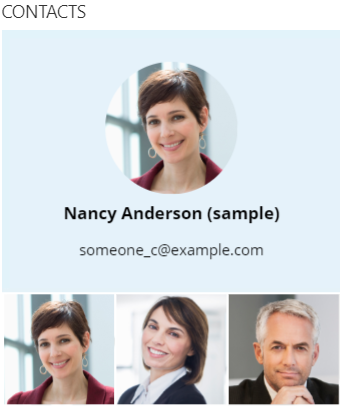 CONTACTS
Nancy Anderson (sample)
someone_c@example.com